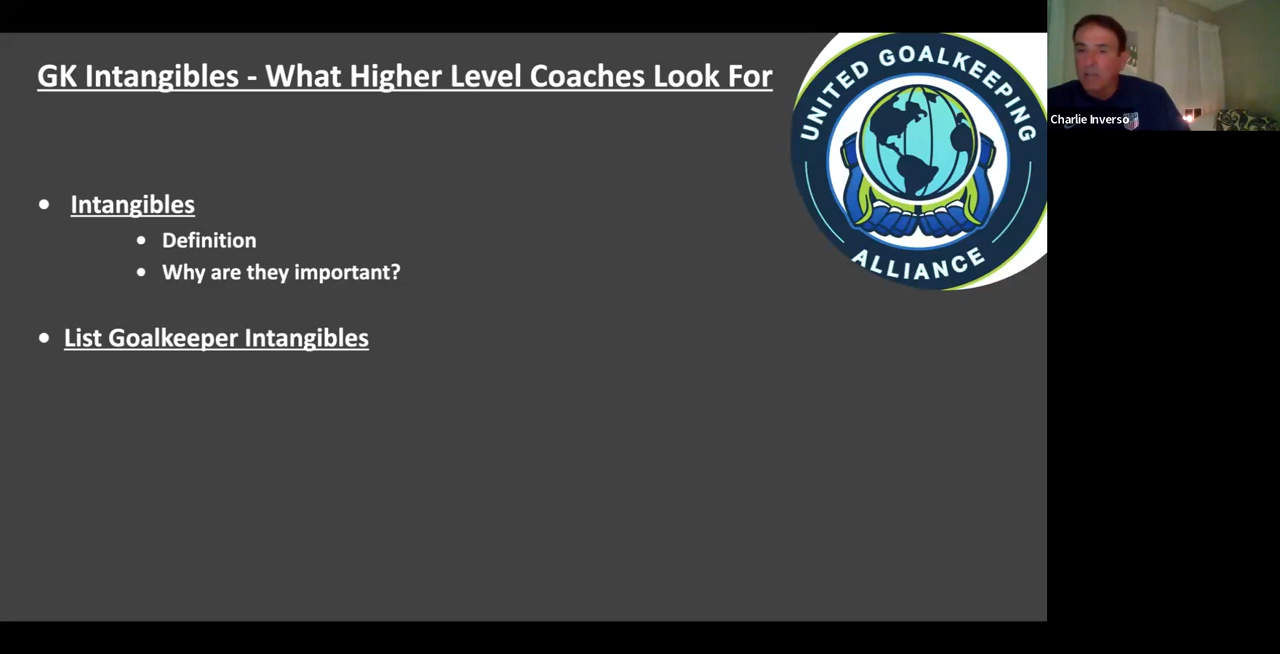 GK Intangibles - What Higher Level Coaches Look For
UNITED GOALKEEPING
ALLIANCE
Charlie Inverso
• Intangibles
• Definition
• Why are they important?
• List Goalkeeper Intangibles